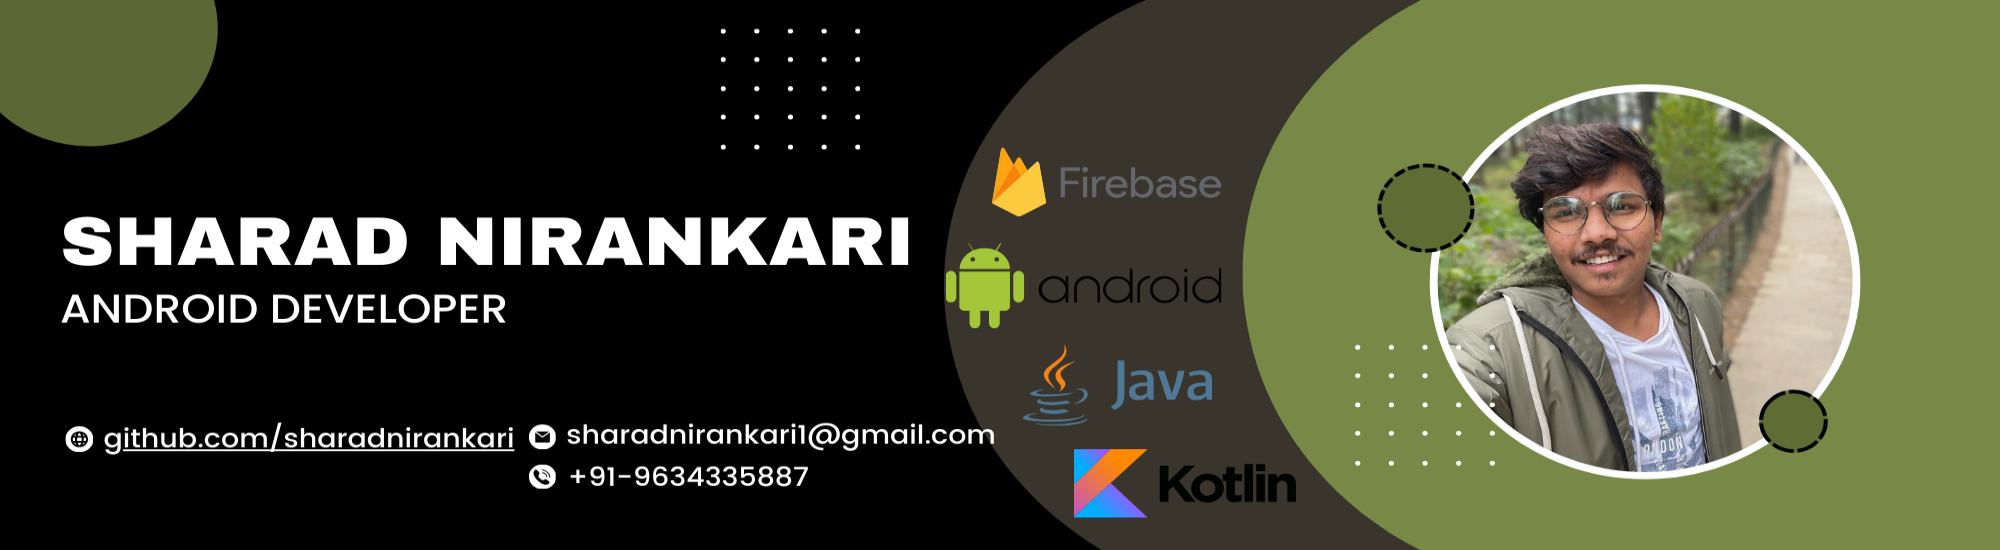 SHARAD NIRANKARI
ANDROID DEVELOPER
github.com/sharadnirankari
sharadnirankari1@gmail.com
+91-9634335887
Firebase
android
Java
Kotlin